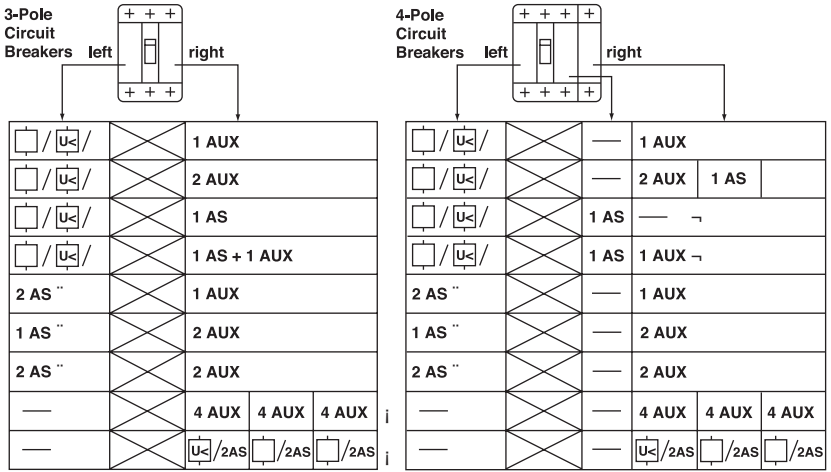 3-Pole
Circuit
Breakers left right
+ + +
+ + +
/ U< / 1 AUX
/ U< / 2 AUX
/ U< / 1 AS
/ U< / 1 AS + 1 AUX
2 AS ¨ 1 AUX
1 AS ¨ 2 AUX
2 AS ¨ 2 AUX
— 4 AUX 4 AUX 4 AUX ¡
— U< /2AS /2AS /2AS ¡
4-Pole
Circuit
Breakers left right
+ + + +
+ + + +
/ U< / — 1 AUX
/ U< / — 2 AUX 1 AS
/ U< / 1 AS — ¬
/ U< / 1 AS 1 AUX ¬
2 AS ¨ — 1 AUX
1 AS ¨ — 2 AUX
2 AS ¨ — 2 AUX
— — 4 AUX 4 AUX 4 AUX
— — U< /2AS /2AS /2AS